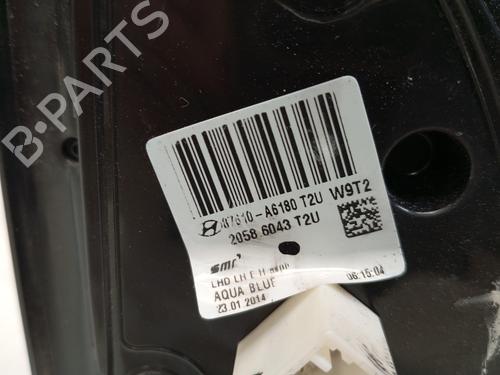 B-PARTS
87610-A6180 T2U W9T2
2058 6043 T2U
smr
LHD LH E H
AQUA BLUE 06:15:04
23.01 2014